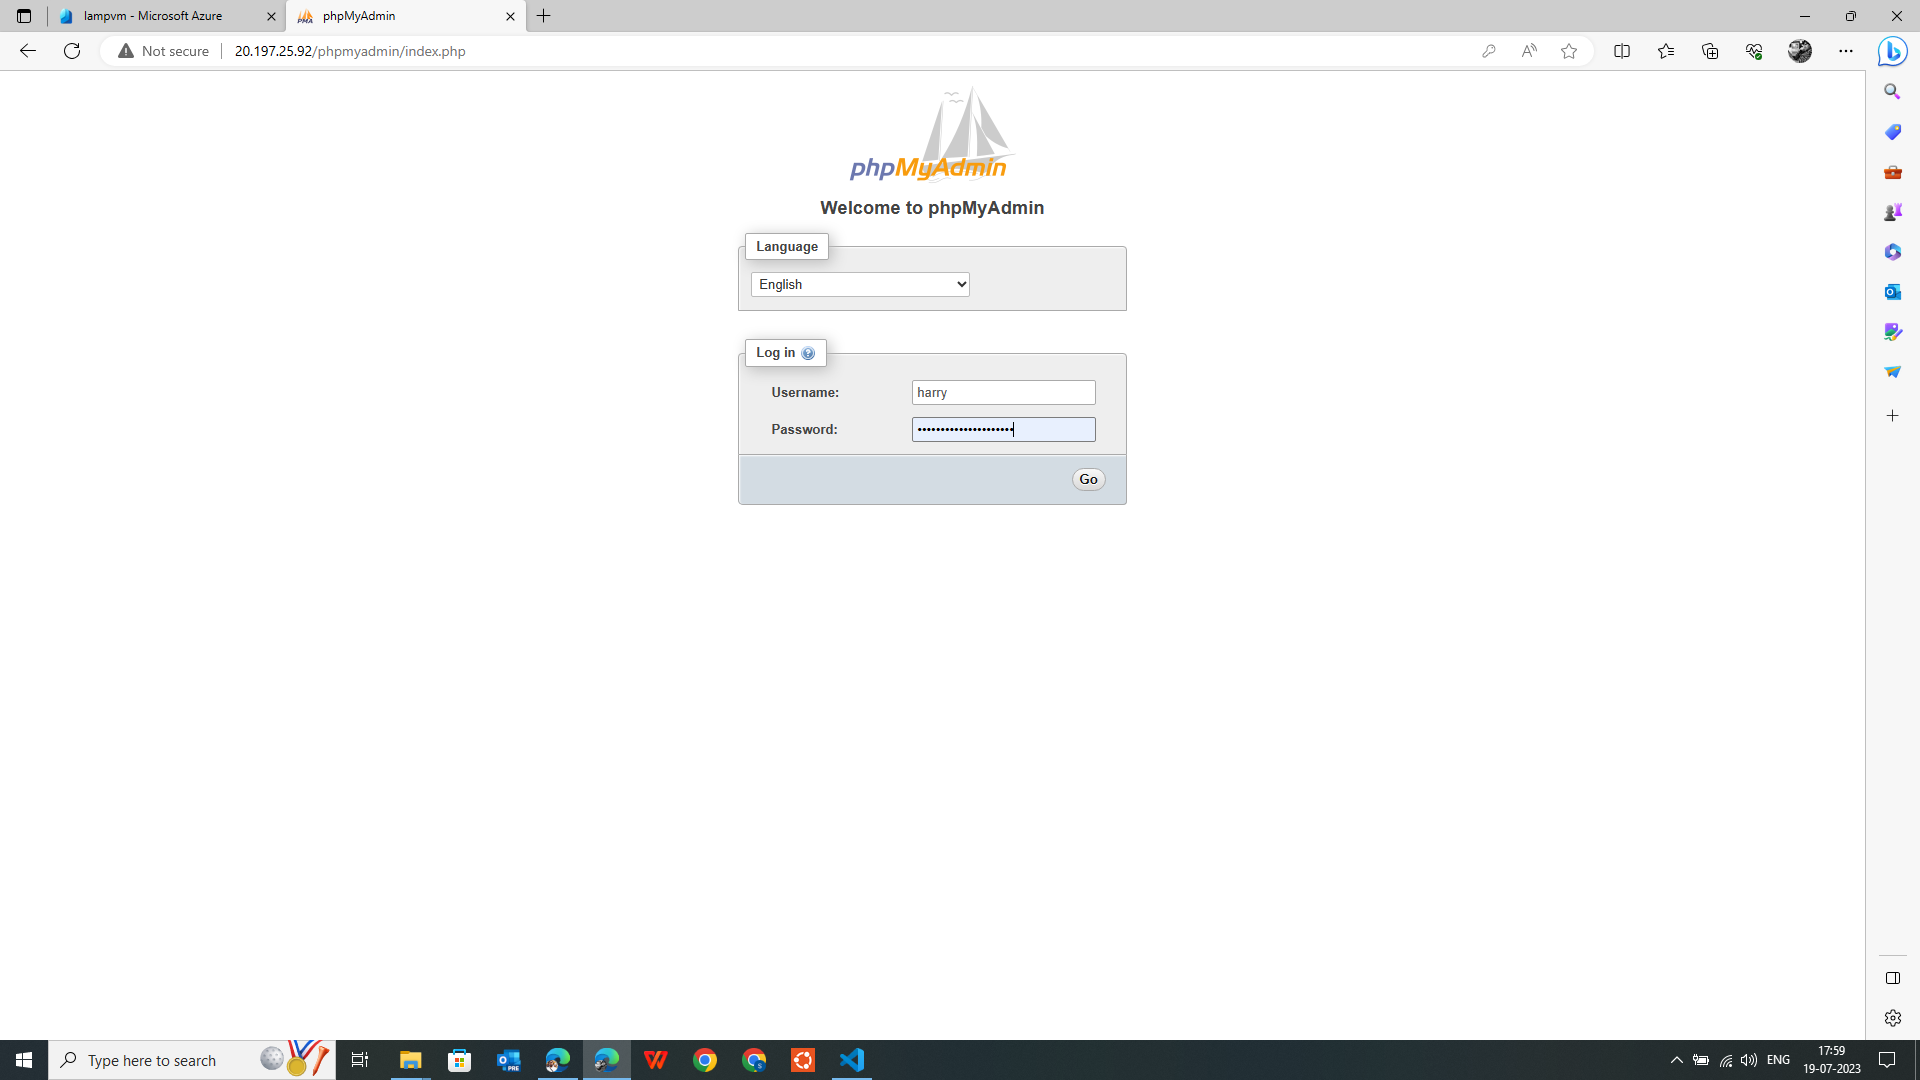 lampvm - Microsoft Azure
phpMyAdmin
Not secure
20.197.25.92/phpmyadmin/index.php
phpMyAdmin
Welcome to phpMyAdmin
Language
English
Log in
Username:
harry
Password:
•••••••••••••••••••••
Go
Type here to search
PRE
ENG
17:59
19-07-2023